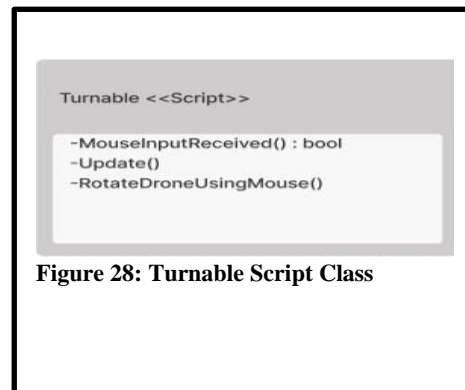 Turnable <<Script>>
-MouseInputReceived() : bool
-Update()
-RotateDroneUsingMouse()
Figure 28: Turnable Script Class